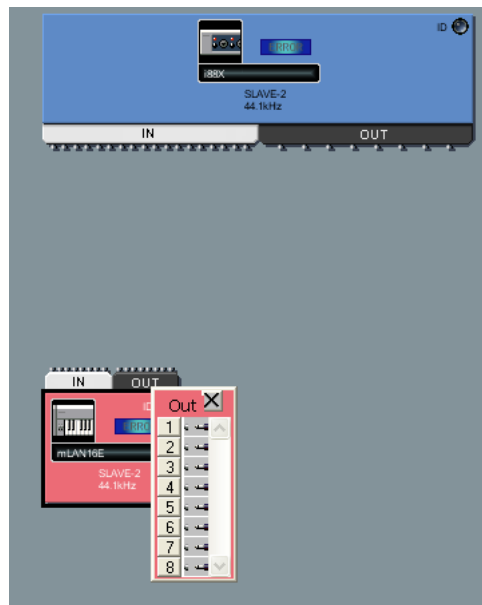 ID
ERROR
i88X
SLAVE-2
44.1kHz
IN OUT
IN OUT
ID
Out
mLAN16E
SLAVE-2
44.1kHz
1
2
3
4
5
6
7
8